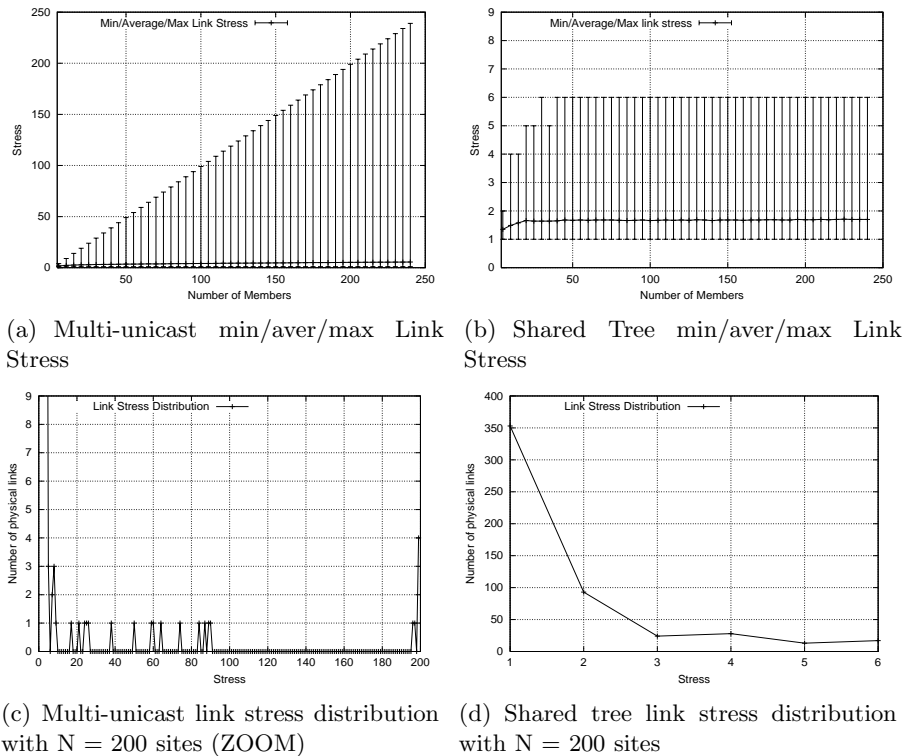 Min/Average/Max Link Stress
250
200
150
100
50
0
Stress
50 100 150 200 250
Number of Members
(a) Multi-unicast min/aver/max Link
Stress
Min/Average/Max link stress
9
8
7
6
5
4
3
2
1
0
Stress
50 100 150 200 250
Number of Members
(b) Shared Tree min/aver/max Link
Stress
Link Stress Distribution
9
8
7
6
5
4
3
2
1
0
Number of physical links
0 20 40 60 80 100 120 140 160 180 200
Stress
(c) Multi-unicast link stress distribution
with N = 200 sites (ZOOM)
Link Stress Distribution
400
350
300
250
200
150
100
50
0
Number of physical links
1 2 3 4 5 6
Stress
(d) Shared tree link stress distribution
with N = 200 sites